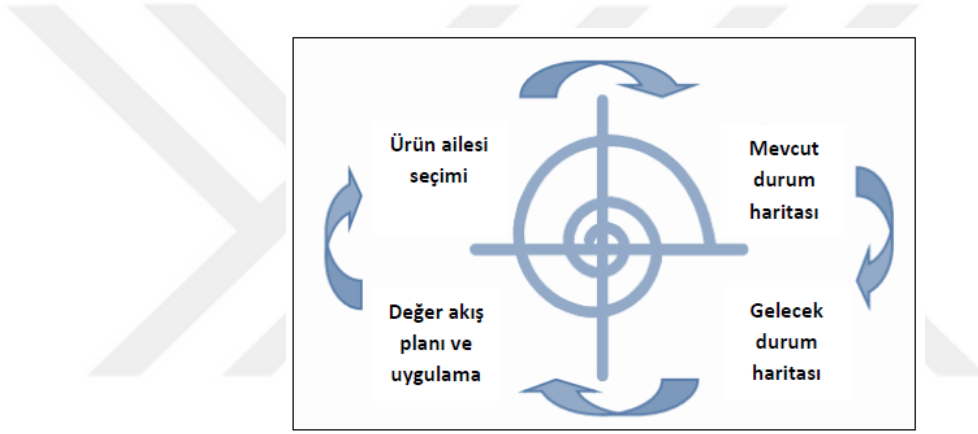 Ürün ailesi
seçimi
Mevcut
durum
haritası
Değer akış
planı ve
uygulama
Gelecek
durum
haritası